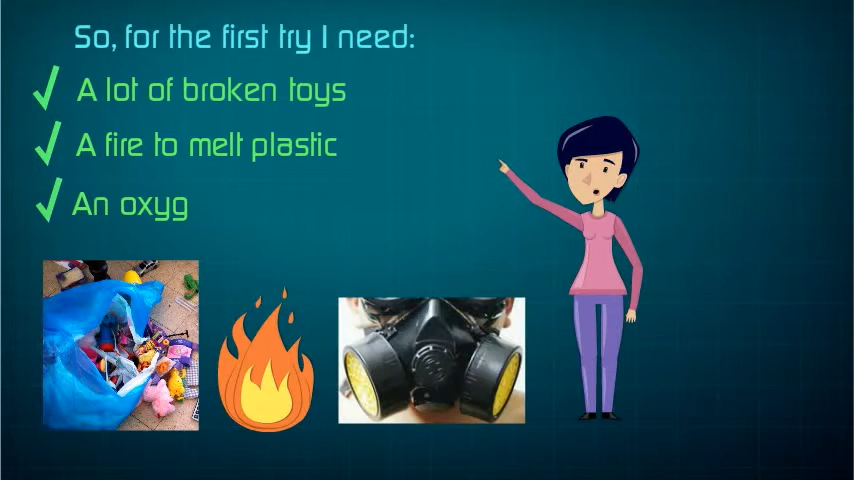 So, for the first try I need:
A lot of broken toys
A fire to melt plastic
An oxyg